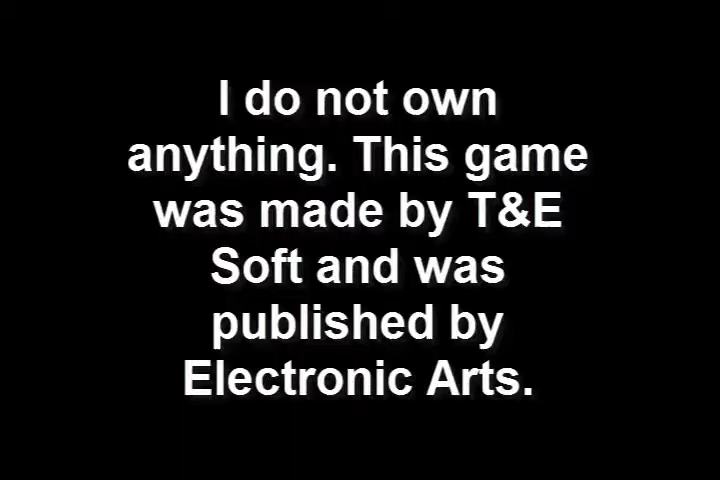 I do not own
anything. This game
was made by T&E
Soft and was
published by
Electronic Arts.